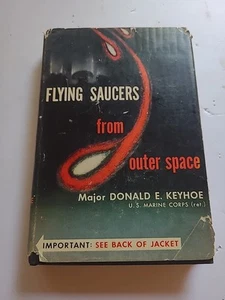 FLYING SAUCERS
from
outer space
Major DONALD E. KEYHOE
U.S. MARINE CORPS (ret.)
IMPORTANT: SEE BACK OF JACKET